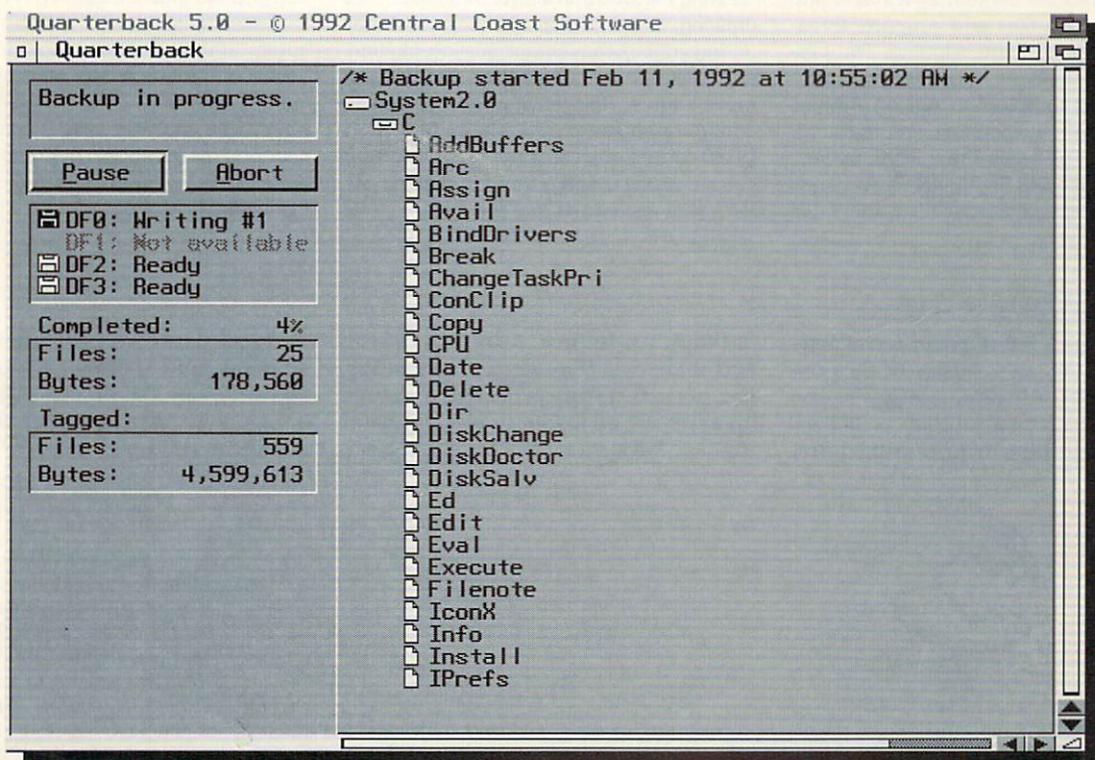 Quarterback 5.0 - © 1992 Central Coast Software
Quarterback
Backup in progress.
Pause Abort
DF0: Writing #1
DF1: Not available
DF2: Ready
DF3: Ready
Completed: 4%
Files: 25
Bytes: 178,560
Tagged:
Files: 559
Bytes: 4,599,613
/* Backup started Feb 11, 1992 at 10:55:02 AM */
System2.0
C
AddBuffers
Arc
Assign
Avail
BindDrivers
Break
ChangeTaskPri
ConClip
Copy
CPU
Date
Delete
Dir
DiskChange
DiskDoctor
DiskSalv
Ed
Edit
Eval
Execute
Filenote
IconX
Info
Install
IPrefs